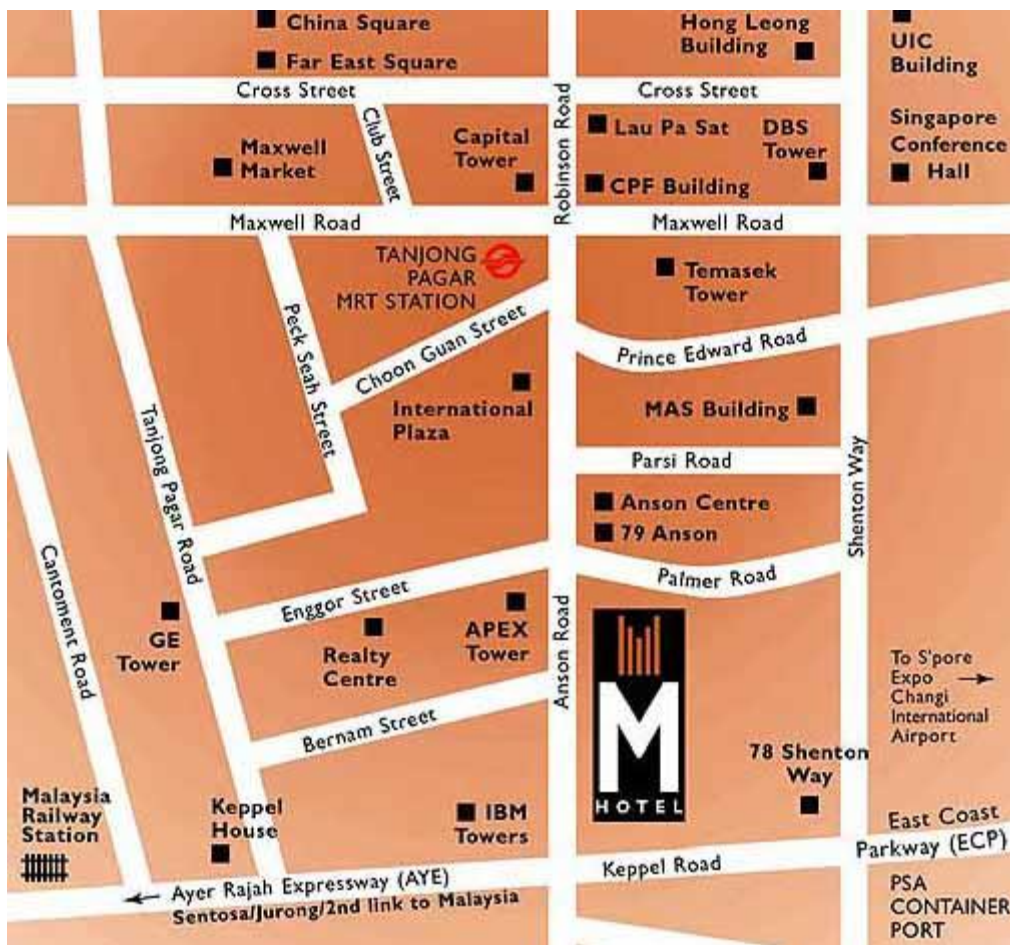 China Square
Far East Square
Hong Leong
Building
UIC
Building
Cross Street
Cross Street
Club Street
Robinson Road
Maxwell
Market
Capital
Tower
Lau Pa Sat
DBS
Tower
CPF Building
Singapore
Conference
Hall
Maxwell Road
Maxwell Road
TANJONG
PAGAR
MRT STATION
Temasek
Tower
Peck Seah Street
Choon Guan Street
Prince Edward Road
International
Plaza
MAS Building
Tanjong Pagar Road
Parsi Road
Shenton Way
Anson Centre
79 Anson
Cantoment Road
Enggor Street
Palmer Road
GE
Tower
Realty
Centre
APEX
Tower
Anson Road
M
HOTEL
To S'pore
Expo
Changi
International
Airport
Bernam Street
78 Shenton
Way
Malaysia
Railway
Station
Keppel
House
IBM
Towers
East Coast
Parkway (ECP)
Keppel Road
Ayer Rajah Expressway (AYE)
Sentosa/Jurong/2nd link to Malaysia
PSA
CONTAINER
PORT